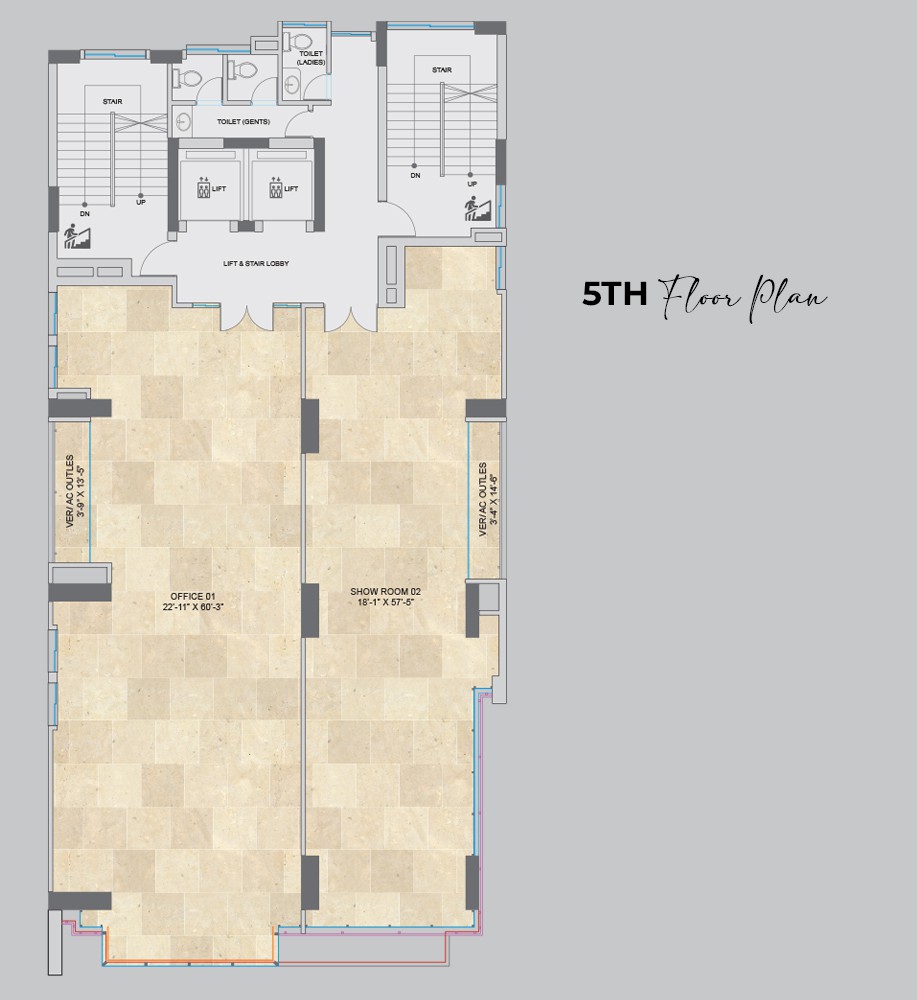 TOILET
(LADIES)
STAIR
STAIR
TOILET (GENTS)
LIFT
LIFT
DN
UP
DN
UP
LIFT & STAIR LOBBY
5TH Floor Plan
VER/ AC OUTLES
3'-9" X 13'-5"
VER/ AC OUTLES
3'-4" X 14'-6"
OFFICE 01
22'-11" X 60'-3"
SHOW ROOM 02
18'-1" X 57'-5"